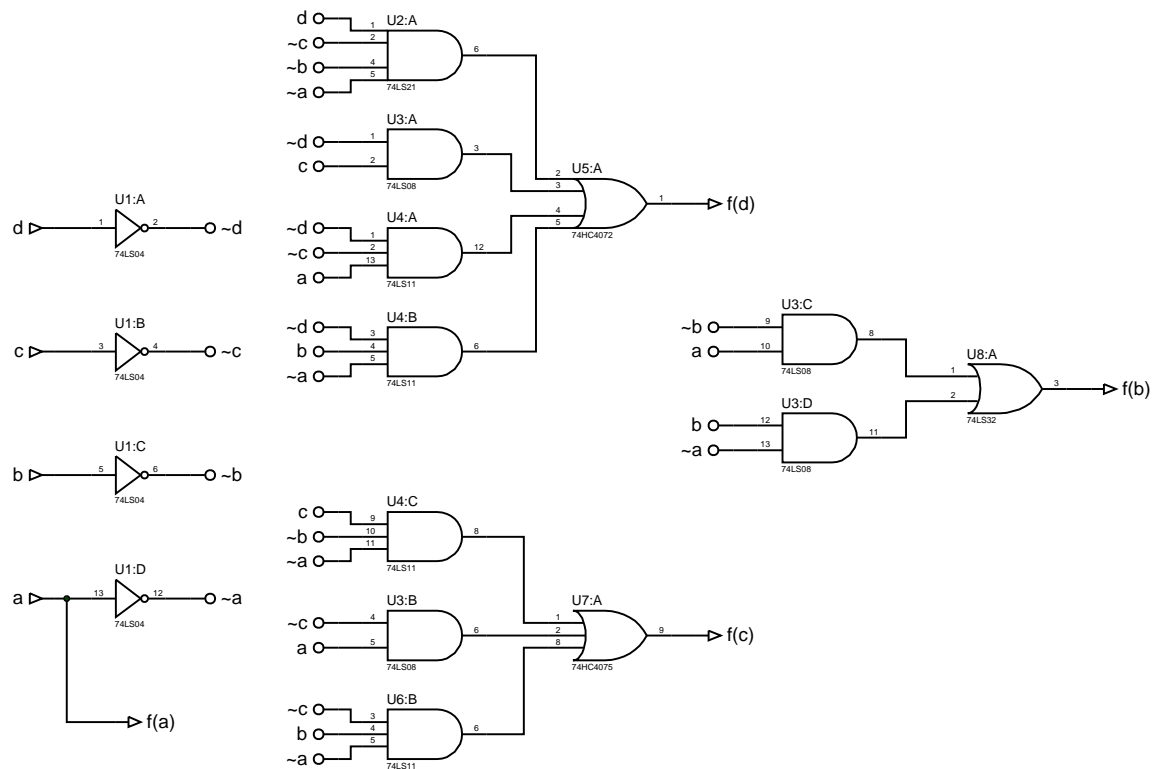 d
~c
~b
~a
U2:A
1
2
4
5
6
74LS21
~d
c
U3:A
1
2
3
74LS08
~d
~c
a
U4:A
1
2
13
12
74LS11
~d
b
~a
U4:B
3
4
5
6
74LS11
U5:A
2
3
4
5
1
74HC4072
f(d)
d
U1:A
1
2
74LS04
~d
c
U1:B
3
4
74LS04
~c
b
U1:C
5
6
74LS04
~b
a
U1:D
13
12
74LS04
~a
f(a)
~b
a
U3:C
9
10
8
74LS08
b
~a
U3:D
12
13
11
74LS08
U8:A
1
2
3
74LS32
f(b)
c
~b
~a
U4:C
9
10
11
8
74LS11
~c
a
U3:B
4
5
6
74LS08
~c
b
~a
U6:B
3
4
5
6
74LS11
U7:A
1
2
8
9
74HC4075
f(c)